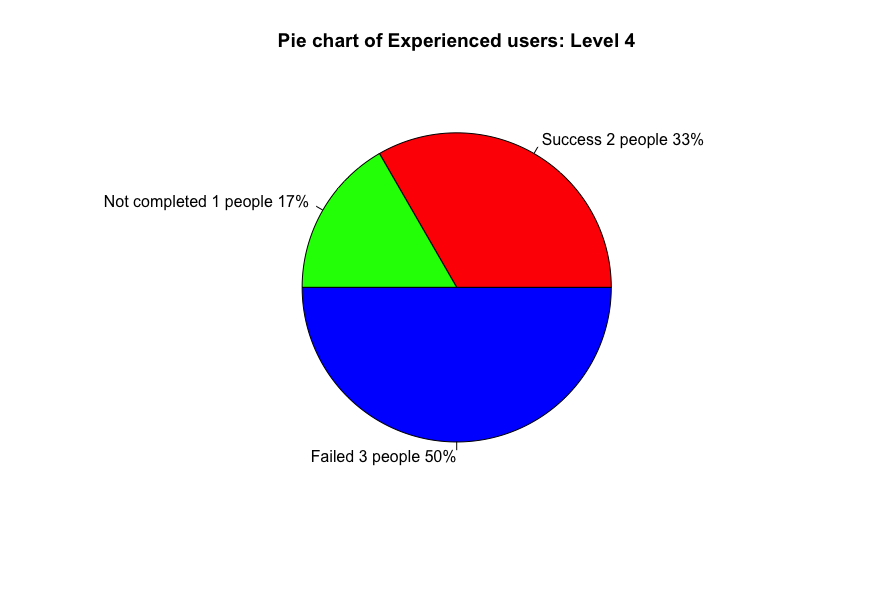 Pie chart of Experienced users: Level 4
Success 2 people 33%
Not completed 1 people 17%
Failed 3 people 50%